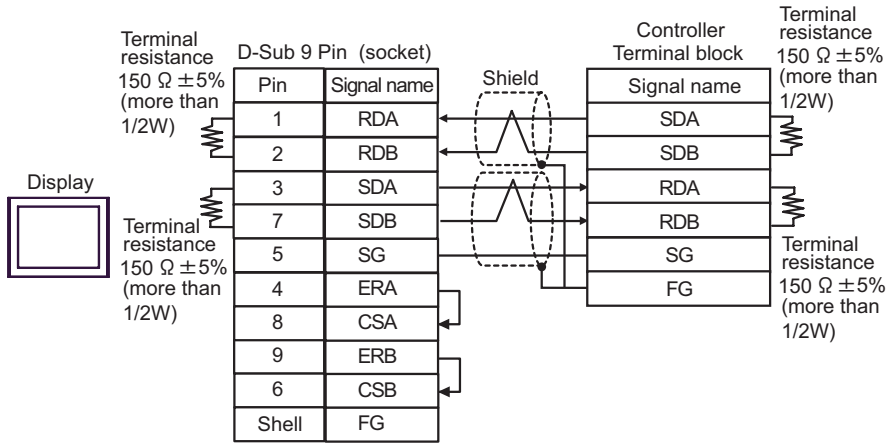 Terminal
resistance
150 Ω ±5%
(more than
1/2W)
D-Sub 9 Pin (socket)
Pin Signal name
1 RDA
2 RDB
3 SDA
7 SDB
5 SG
4 ERA
8 CSA
9 ERB
6 CSB
Shell FG
Display
Terminal
resistance
150 Ω ±5%
(more than
1/2W)
Shield
Controller
Terminal block
Signal name
SDA
SDB
RDA
RDB
SG
FG
Terminal
resistance
150 Ω ±5%
(more than
1/2W)
Terminal
resistance
150 Ω ±5%
(more than
1/2W)